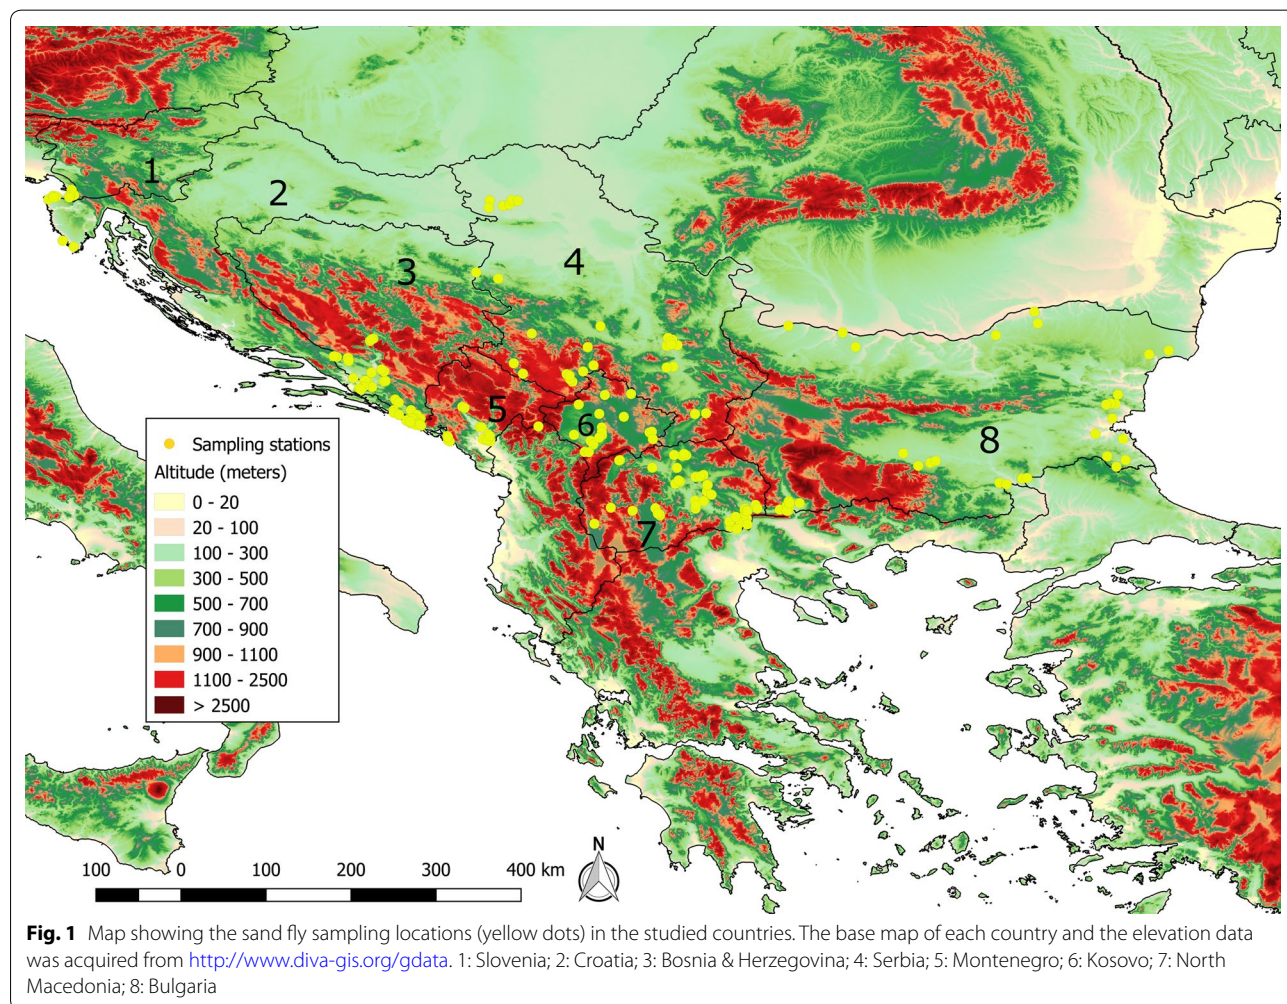 1
2
3
4
5
6
7
8
Sampling stations
Altitude (meters)
0 - 20
20 - 100
100 - 300
300 - 500
500 - 700
700 - 900
900 - 1100
1100 - 2500
> 2500
100 0 100 200 300 400 km
N
Fig. 1 Map showing the sand fly sampling locations (yellow dots) in the studied countries. The base map of each country and the elevation data
was acquired from http://www.diva-gis.org/gdata. 1: Slovenia; 2: Croatia; 3: Bosnia & Herzegovina; 4: Serbia; 5: Montenegro; 6: Kosovo; 7: North
Macedonia; 8: Bulgaria